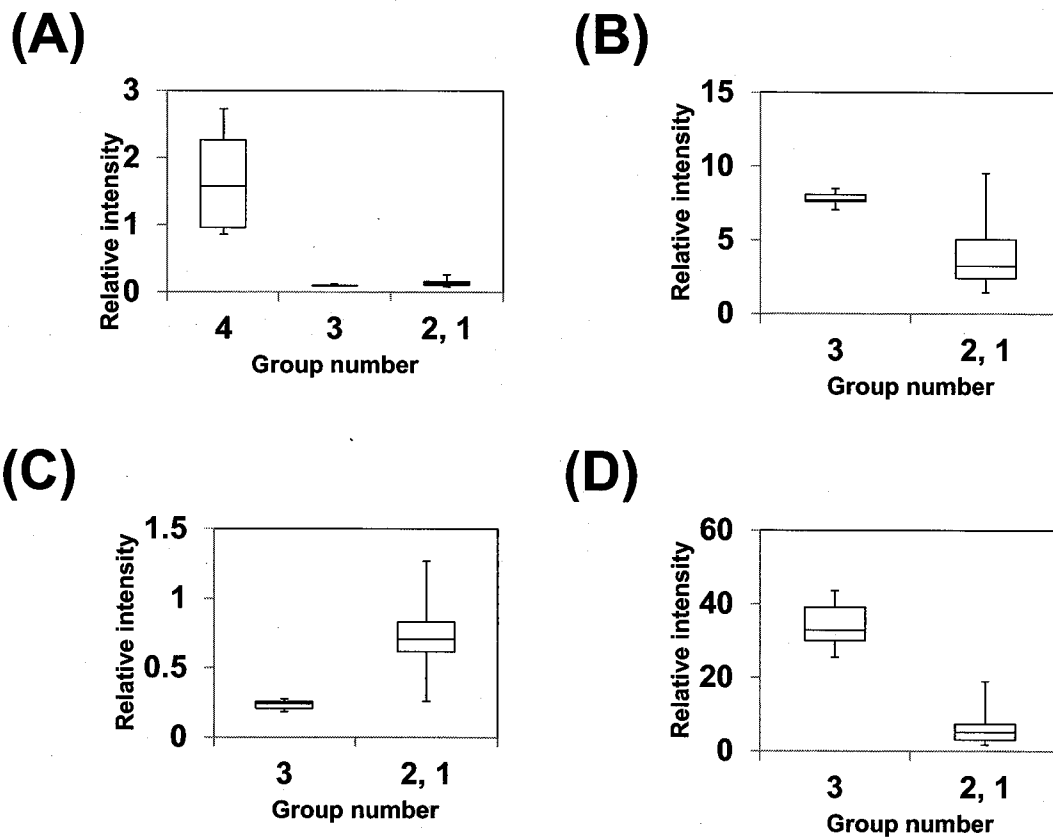 (A)
3
2
1
0
Relative intensity
4 3 2, 1
Group number
(B)
15
10
5
0
Relative intensity
3 2, 1
Group number
(C)
1.5
1
0.5
0
Relative intensity
3 2, 1
Group number
(D)
60
40
20
0
Relative intensity
3 2, 1
Group number